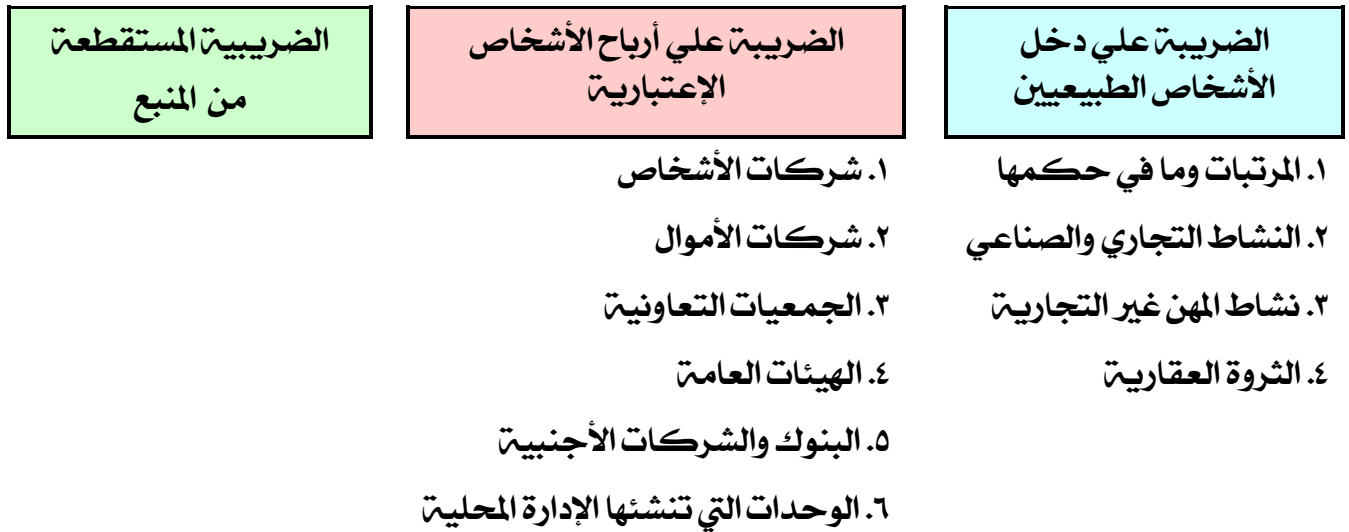 الضريبة علي دخل
الأشخاص الطبيعيين
١. المرتبات وما في حكمها
٢. النشاط التجاري والصناعي
٣. نشاط المهن غير التجارية
٤. الثروة العقارية
الضريبة علي أرباح الأشخاص
الإعتبارية
١. شركات الأشخاص
٢. شركات الأموال
٣. الجمعيات التعاونية
٤. الهيئات العامة
٥. البنوك والشركات الأجنبية
٦. الوحدات التي تنشئها الإدارة المحلية
الضريبية المستقطعة
من المنبع